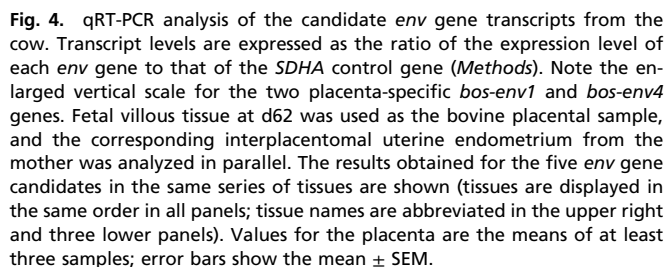 Fig. 4. qRT-PCR analysis of the candidate env gene transcripts from the
cow. Transcript levels are expressed as the ratio of the expression level of
each env gene to that of the SDHA control gene (Methods). Note the en-
larged vertical scale for the two placenta-specific bos-env1 and bos-env4
genes. Fetal villous tissue at d62 was used as the bovine placental sample,
and the corresponding interplacentomal uterine endometrium from the
mother was analyzed in parallel. The results obtained for the five env gene
candidates in the same series of tissues are shown (tissues are displayed in
the same order in all panels; tissue names are abbreviated in the upper right
and three lower panels). Values for the placenta are the means of at least
three samples; error bars show the mean ± SEM.